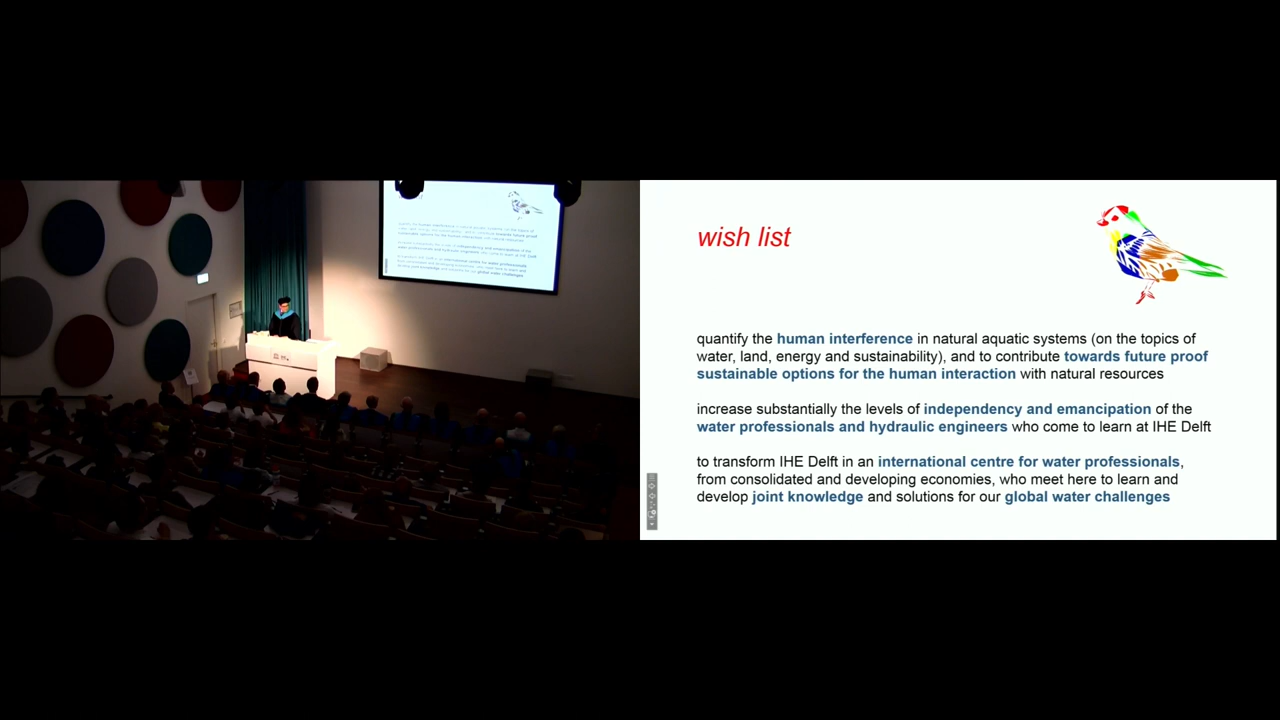 wish list
quantify the human interference in natural aquatic systems (on the topics of
water, land, energy and sustainability), and to contribute towards future proof
sustainable options for the human interaction with natural resources
increase substantially the levels of independency and emancipation of the
water professionals and hydraulic engineers who come to learn at IHE Delft
to transform IHE Delft in an international centre for water professionals,
from consolidated and developing economies, who meet here to learn and
develop joint knowledge and solutions for our global water challenges